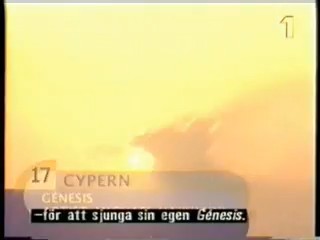 1
17 CYPERN
GÉNESIS
–för att sjunga sin egen Génesis.